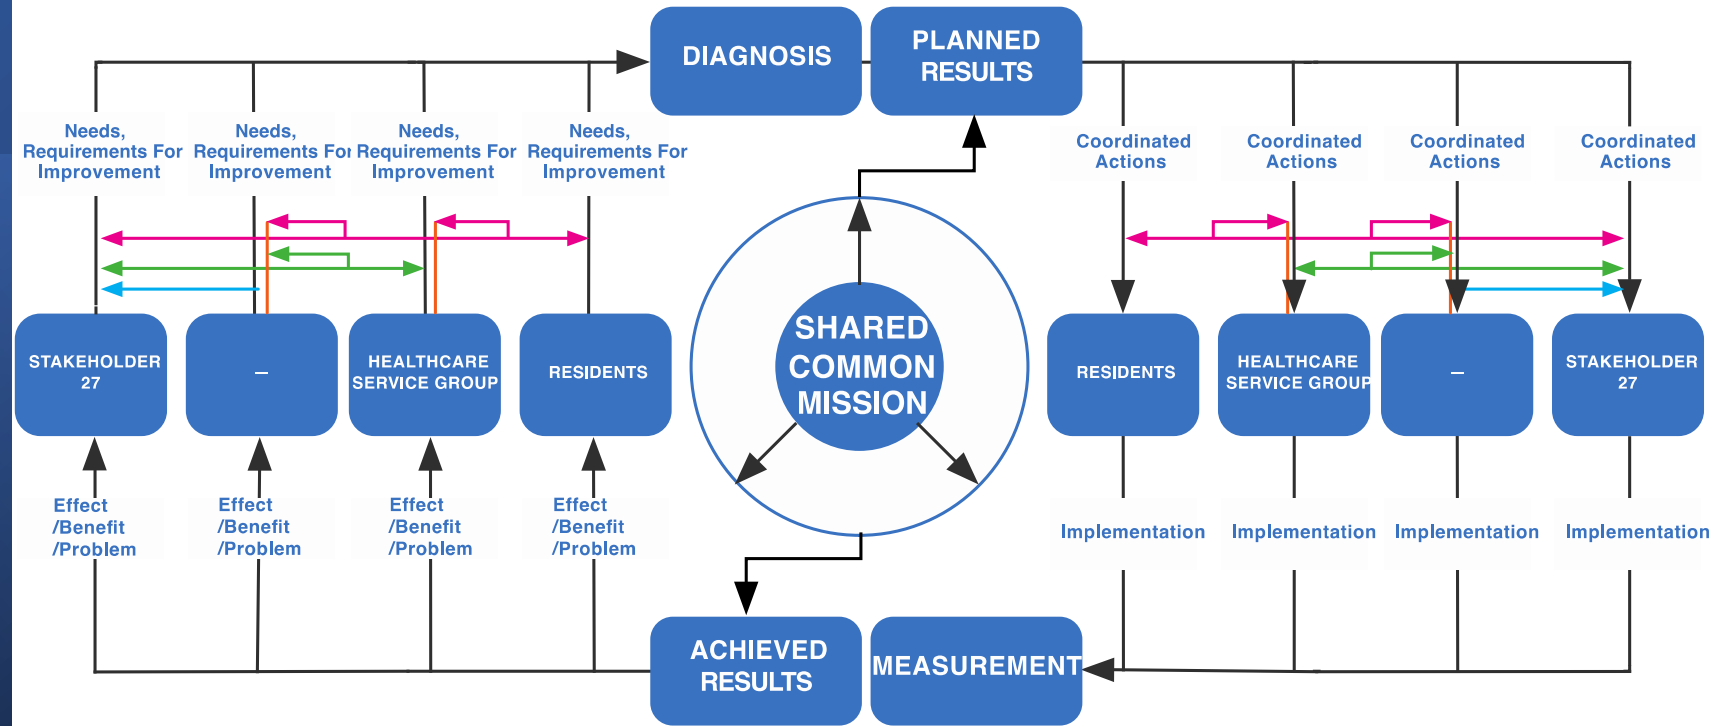 DIAGNOSIS
PLANNED
RESULTS
Needs,
Requirements For
Improvement
Needs,
Requirements For
Improvement
Needs,
Requirements For
Improvement
Needs,
Requirements For
Improvement
Coordinated
Actions
Coordinated
Actions
Coordinated
Actions
Coordinated
Actions
STAKEHOLDER
27
–
HEALTHCARE
SERVICE GROUP
RESIDENTS
SHARED
COMMON
MISSION
RESIDENTS
HEALTHCARE
SERVICE GROUP
–
STAKEHOLDER
27
Effect
/Benefit
/Problem
Effect
/Benefit
/Problem
Effect
/Benefit
/Problem
Effect
/Benefit
/Problem
Implementation
Implementation
Implementation
Implementation
ACHIEVED
RESULTS
MEASUREMENT